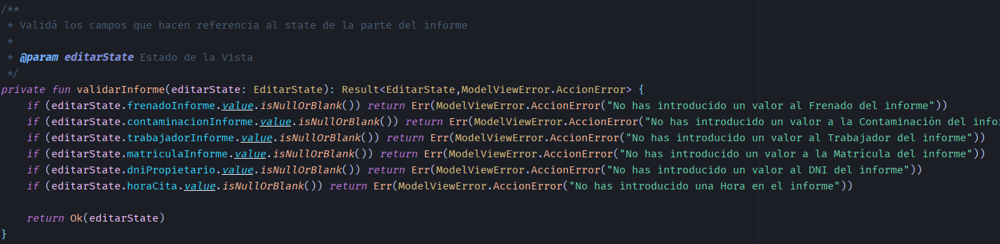 /**
 * Validá los campos que hacen referencia al state de la parte del informe
 *
 * @param editarState Estado de la Vista
 */
private fun validarInforme(editarState: EditarState): Result<EditarState,ModelViewError.AccionError> {
    if (editarState.frenadoInforme.value.isNullOrBlank()) return Err(ModelViewError.AccionError("No has introducido un valor al Frenado del informe"))
    if (editarState.contaminacionInforme.value.isNullOrBlank()) return Err(ModelViewError.AccionError("No has introducido un valor a la Contaminación del info
    if (editarState.trabajadorInforme.value.isNullOrBlank()) return Err(ModelViewError.AccionError("No has introducido un valor al Trabajador del informe"))
    if (editarState.matriculaInforme.value.isNullOrBlank()) return Err(ModelViewError.AccionError("No has introducido un valor a la Matrícula del informe"))
    if (editarState.dniPropietario.value.isNullOrBlank()) return Err(ModelViewError.AccionError("No has introducido un valor al DNI del informe"))
    if (editarState.horaCita.value.isNullOrBlank()) return Err(ModelViewError.AccionError("No has introducido una Hora en el informe"))

    return Ok(editarState)
}